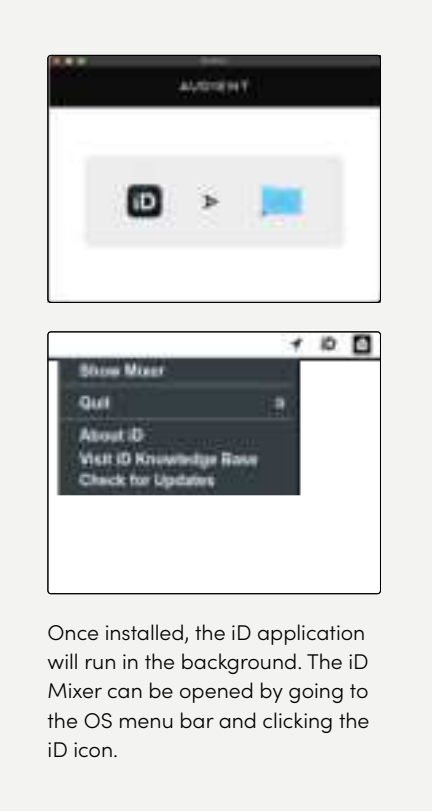 AUDIENT
iD
iD
Show Mixer
Quit
About iD
Visit iD Knowledge Base
Check for Updates
Once installed, the iD application
will run in the background. The iD
Mixer can be opened by going to
the OS menu bar and clicking the
iD icon.